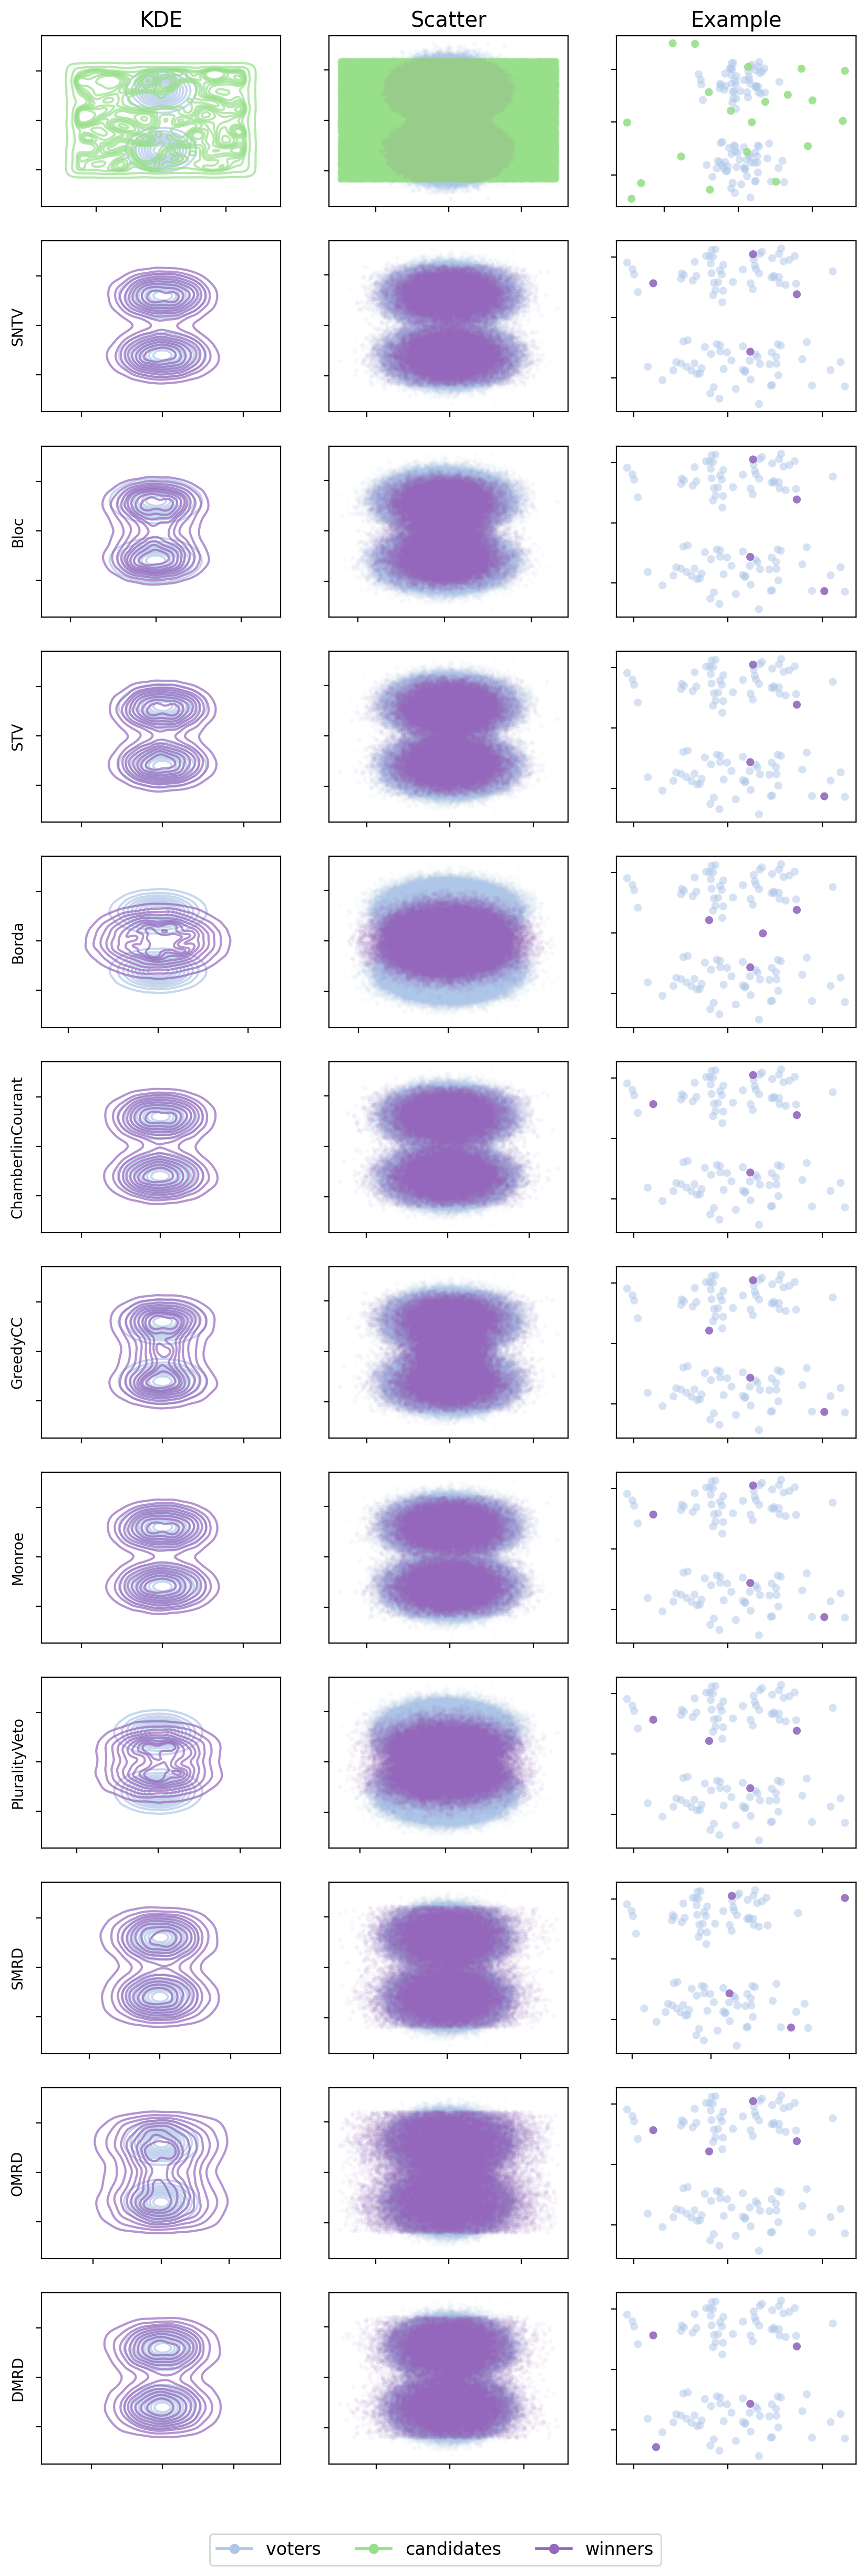 KDE
Scatter
Example
SNTV
Bloc
STV
Borda
ChamberlinCourant
GreedyCC
Monroe
PluralityVeto
SMRD
OMRD
DMRD
voters
candidates
winners